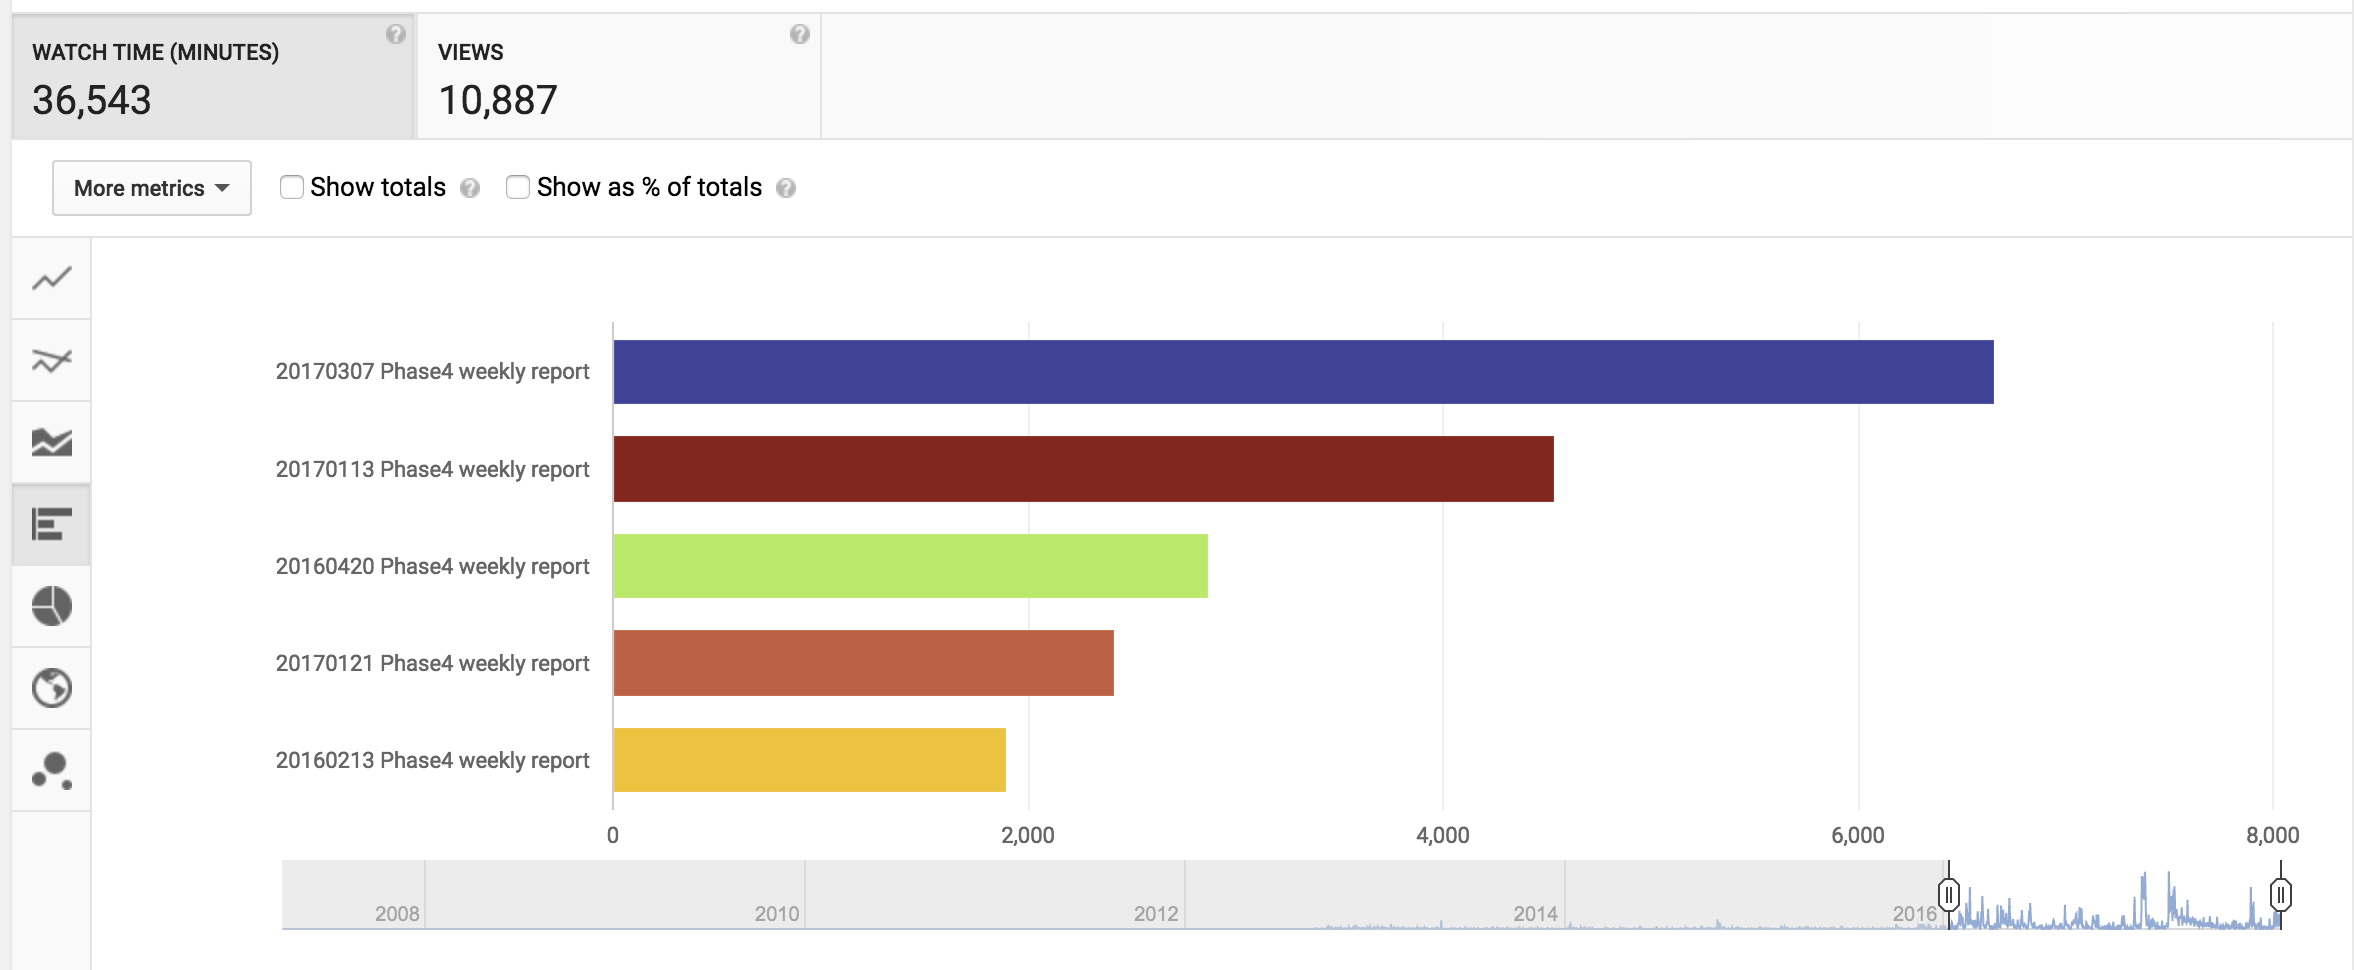 WATCH TIME (MINUTES)
36,543
VIEWS
10,887
More metrics
Show totals
Show as % of totals
20170307 Phase4 weekly report
20170113 Phase4 weekly report
20160420 Phase4 weekly report
20170121 Phase4 weekly report
20160213 Phase4 weekly report
0 2,000 4,000 6,000 8,000
2008 2010 2012 2014 2016